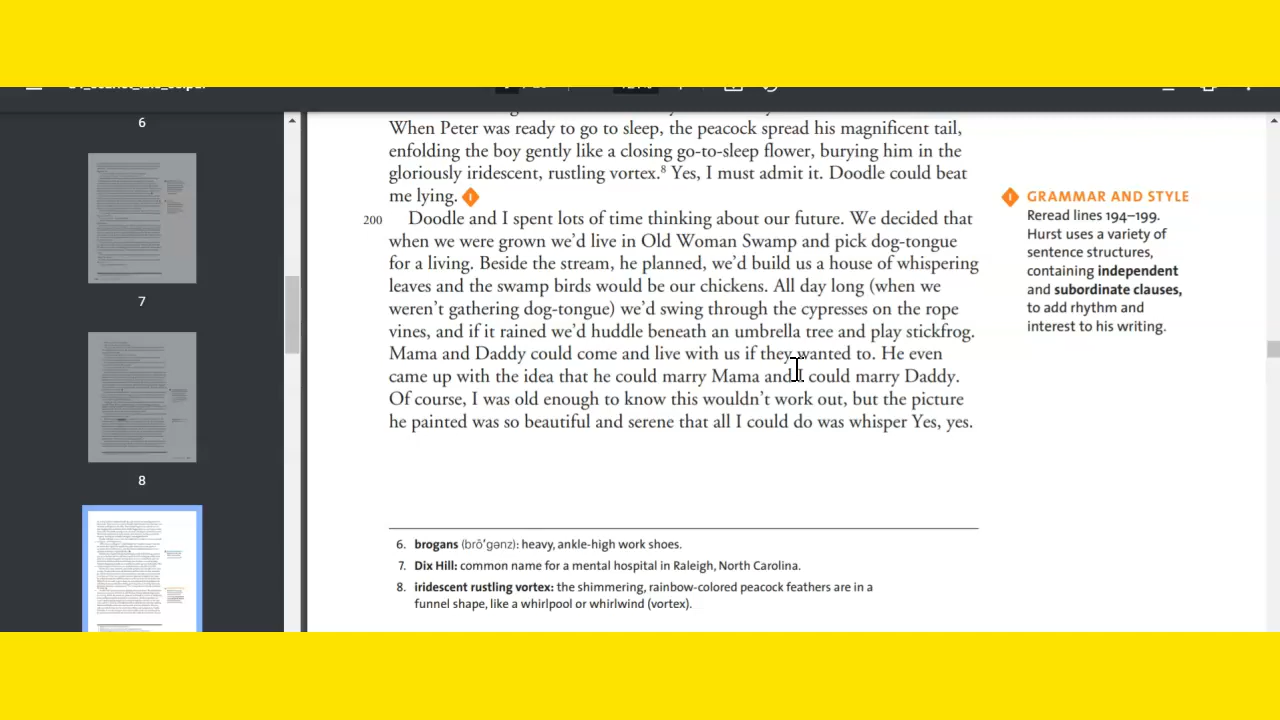 6
7
8
When Peter was ready to go to sleep, the peacock spread his magnificent tail,
enfolding the boy gently like a closing go-to-sleep flower, burying him in the
gloriously iridescent, rustling vortex.⁸ Yes, I must admit it. Doodle could beat
me lying.
200 Doodle and I spent lots of time thinking about our future. We decided that
when we were grown we’d live in Old Woman Swamp and pick dog-tongue
for a living. Beside the stream, he planned, we’d build us a house of whispering
leaves and the swamp birds would be our chickens. All day long (when we
weren’t gathering dog-tongue) we’d swing through the cypresses on the rope
vines, and if it rained we’d huddle beneath an umbrella tree and play stickfrog.
Mama and Daddy could come and live with us if they wanted to. He even
came up with the idea that he could marry Mama and I could marry Daddy.
Of course, I was old enough to know this wouldn’t work out, but the picture
he painted was so beautiful and serene that all I could do was whisper Yes, yes.
I GRAMMAR AND STYLE
Reread lines 194–199.
Hurst uses a variety of
sentence structures,
containing independent
and subordinate clauses,
to add rhythm and
interest to his writing.
6. brogans (brō′gənz): heavy, ankle-high work shoes.
7. Dix Hill: common name for a mental hospital in Raleigh, North Carolina.
8. iridescent rustling vortex: the shimmering, rainbow-colored peacock feathers are in a
funnel shape, like a whirlpool or whirlwind (vortex).